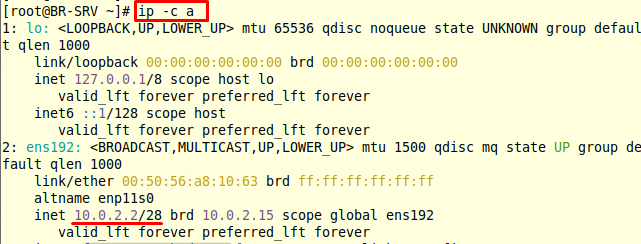 [root@BR-SRV ~]# ip -c a
1: lo: <LOOPBACK,UP,LOWER_UP> mtu 65536 qdisc noqueue state UNKNOWN group defaul
t qlen 1000
    link/loopback 00:00:00:00:00:00 brd 00:00:00:00:00:00
    inet 127.0.0.1/8 scope host lo
       valid_lft forever preferred_lft forever
    inet6 ::1/128 scope host
       valid_lft forever preferred_lft forever
2: ens192: <BROADCAST,MULTICAST,UP,LOWER_UP> mtu 1500 qdisc mq state UP group de
fault qlen 1000
    link/ether 00:50:56:a8:10:63 brd ff:ff:ff:ff:ff:ff
    altname enp11s0
    inet 10.0.2.2/28 brd 10.0.2.15 scope global ens192
       valid_lft forever preferred_lft forever